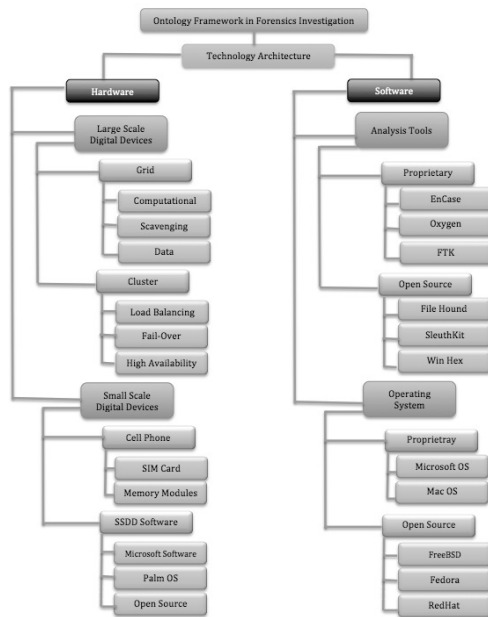 Ontology Framework in Forensics Investigation
Technology Architecture
Hardware
Large Scale
Digital Devices
Grid
Computational
Scavenging
Data
Cluster
Load Balancing
Fail-Over
High Availability
Small Scale
Digital Devices
Cell Phone
SIM Card
Memory Modules
SSDD Software
Microsoft Software
Palm OS
Open Source
Software
Analysis Tools
Proprietary
EnCase
Oxygen
FTK
Open Source
File Hound
SleuthKit
Win Hex
Operating
System
Proprietray
Microsoft OS
Mac OS
Open Source
FreeBSD
Fedora
RedHat